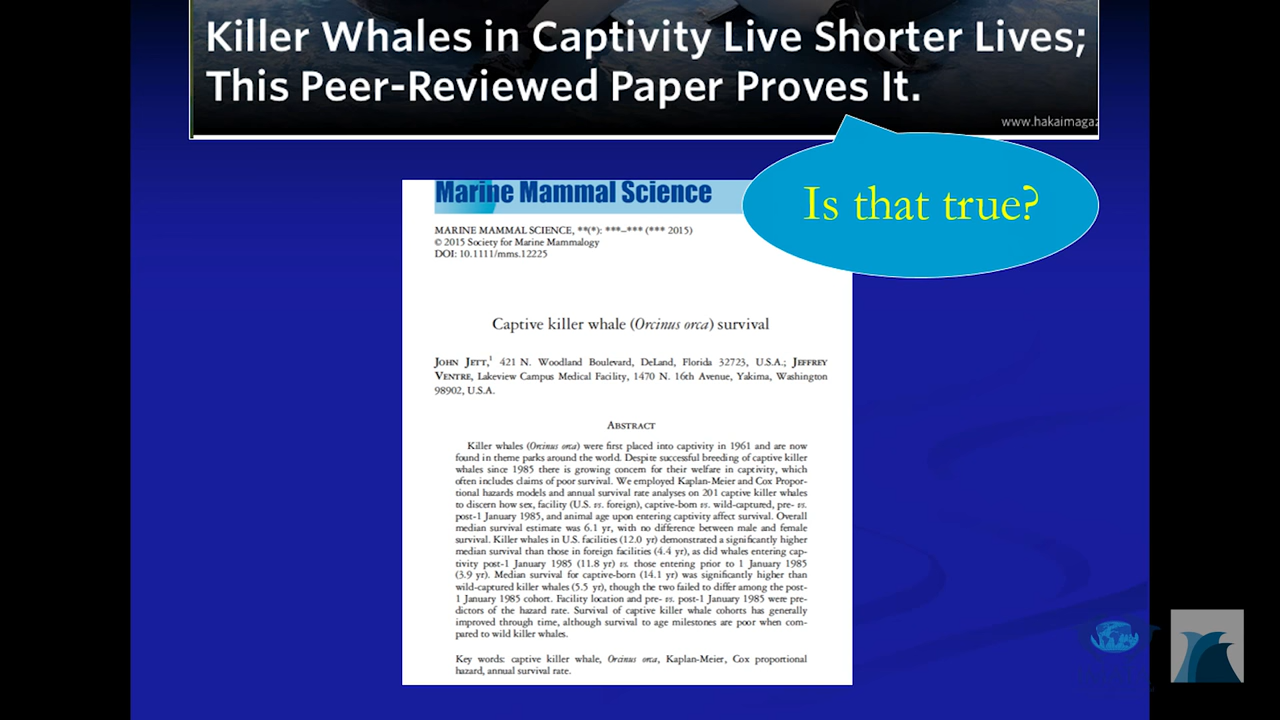 Killer Whales in Captivity Live Shorter Lives;
This Peer-Reviewed Paper Proves It.
www.hakaimagaz
Is that true?
Marine Mammal Science
MARINE MAMMAL SCIENCE, **(*): ***–*** (*** 2015)
© 2015 Society for Marine Mammalogy
DOI: 10.1111/mms.12225
Captive killer whale (Orcinus orca) survival
JOHN JETT,¹ 421 N. Woodland Boulevard, DeLand, Florida 32723, U.S.A.; JEFFREY
VENTRE, Lakeview Campus Medical Facility, 1470 N. 16th Avenue, Yakima, Washington
98902, U.S.A.
ABSTRACT
Killer whales (Orcinus orca) were first placed into captivity in 1961 and are now
found in theme parks around the world. Despite successful breeding of captive killer
whales since 1985 there is growing concern for their welfare in captivity, which
often includes claims of poor survival. We employed Kaplan-Meier and Cox Propor-
tional hazards models and annual survival rate analyses on 201 captive killer whales
to discern how sex, facility (U.S. vs. foreign), captive-born vs. wild-captured, pre- vs.
post-1 January 1985, and animal age upon entering captivity affect survival. Overall
median survival estimate was 6.1 yr, with no difference between male and female
survival. Killer whales in U.S. facilities (12.0 yr) demonstrated a significantly higher
median survival than those in foreign facilities (4.4 yr), as did whales entering cap-
tivity post-1 January 1985 (11.8 yr) vs. those entering prior to 1 January 1985
(3.9 yr). Median survival for captive-born (14.1 yr) was significantly higher than
wild-captured killer whales (5.5 yr), though the two failed to differ among the post-
1 January 1985 cohort. Facility location and pre- vs. post-1 January 1985 were pre-
dictors of the hazard rate. Survival of captive killer whale cohorts has generally
improved through time, although survival to age milestones are poor when com-
pared to wild killer whales.
Key words: captive killer whale, Orcinus orca, Kaplan-Meier, Cox proportional
hazard, annual survival rate.